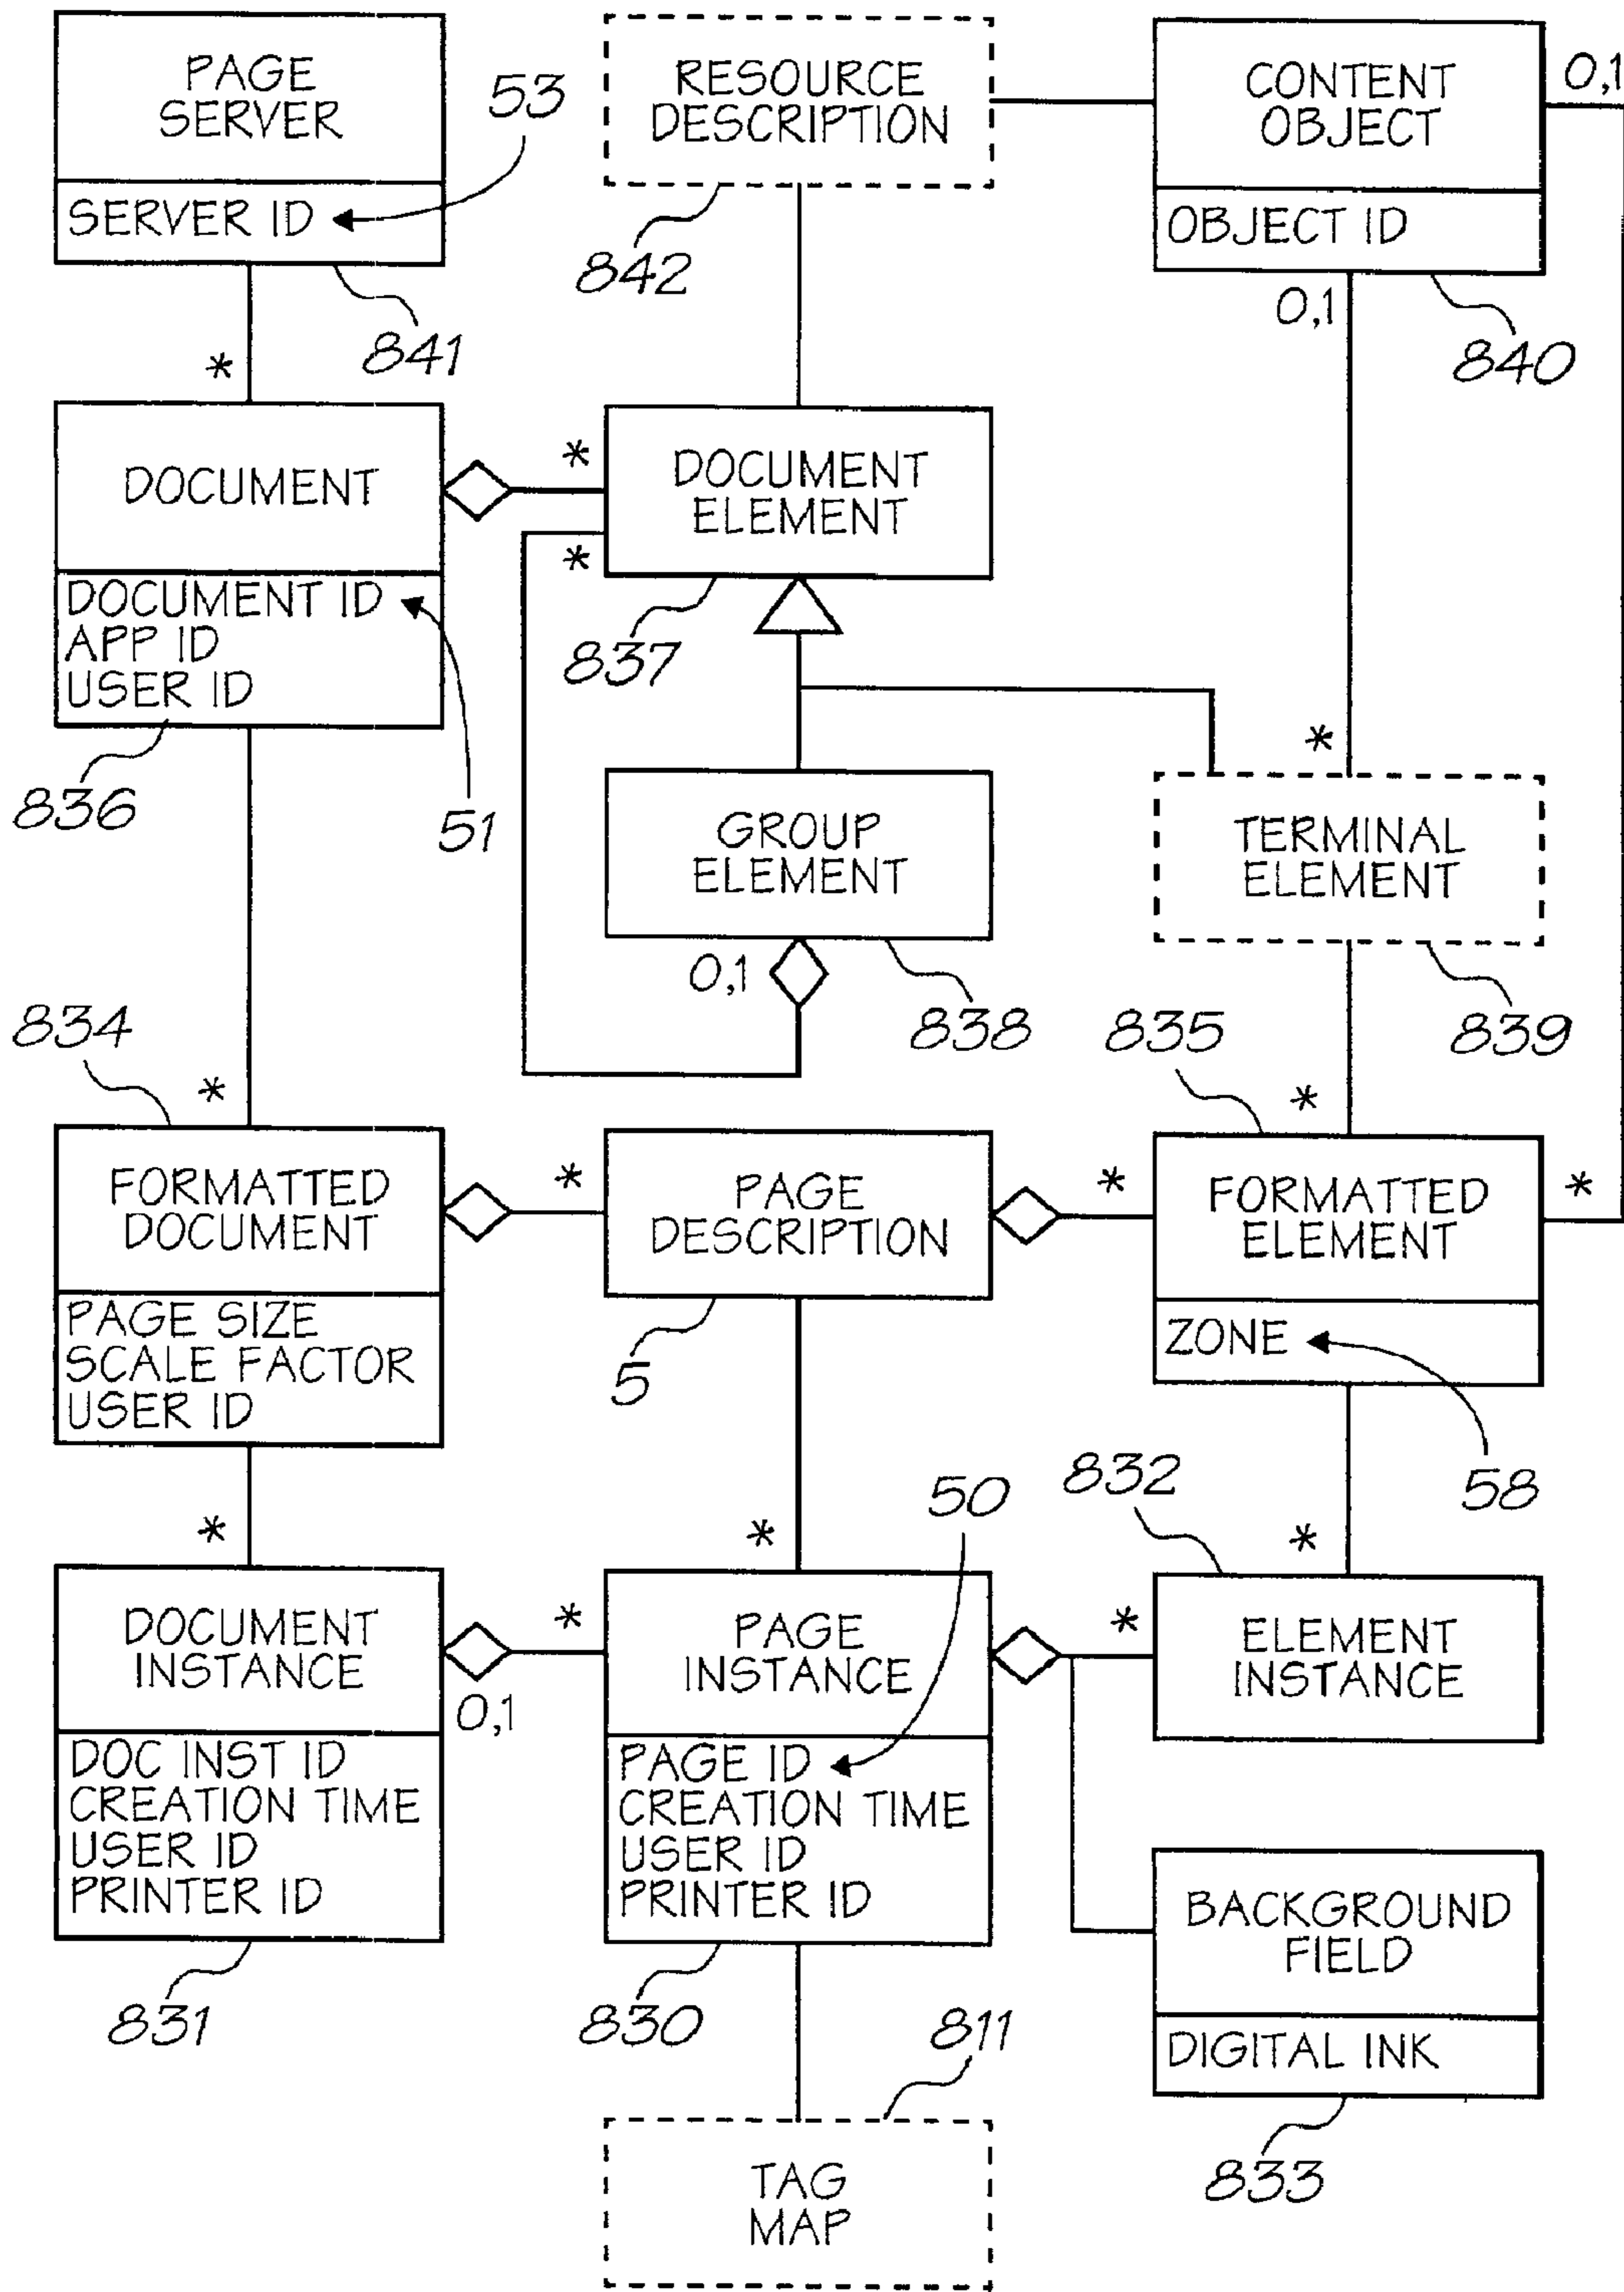 PAGE
SERVER
SERVER ID
53
841
*
RESOURCE
DESCRIPTION
842
CONTENT
OBJECT
OBJECT ID
0,1
0,1
840
DOCUMENT
DOCUMENT ID
APP ID
USER ID
836
51
*
*
DOCUMENT
ELEMENT
837
GROUP
ELEMENT
0,1
838
*
TERMINAL
ELEMENT
839
834
*
FORMATTED
DOCUMENT
PAGE SIZE
SCALE FACTOR
USER ID
*
PAGE
DESCRIPTION
5
835
*
*
FORMATTED
ELEMENT
*
ZONE
58
*
DOCUMENT
INSTANCE
0,1
DOC INST ID
CREATION TIME
USER ID
PRINTER ID
831
*
*
50
PAGE
INSTANCE
PAGE ID
CREATION TIME
USER ID
PRINTER ID
830
832
*
*
ELEMENT
INSTANCE
BACKGROUND
FIELD
DIGITAL INK
833
811
TAG
MAP